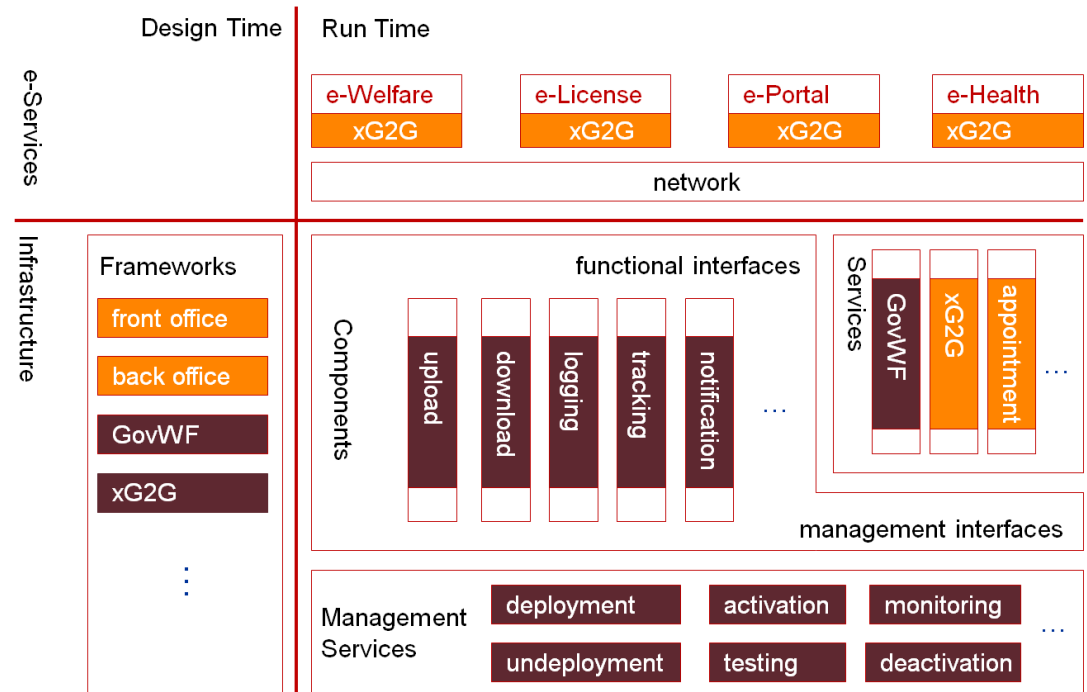 Design Time
Run Time
e-Services
e-Welfare
xG2G
e-License
xG2G
e-Portal
xG2G
e-Health
xG2G
network
Infrastructure
Frameworks
front office
back office
GovWF
xG2G
...
functional interfaces
Components
upload
download
logging
tracking
notification
...
management interfaces
Services
GovWF
xG2G
appointment
...
Management
Services
deployment
activation
monitoring
...
undeployment
testing
deactivation